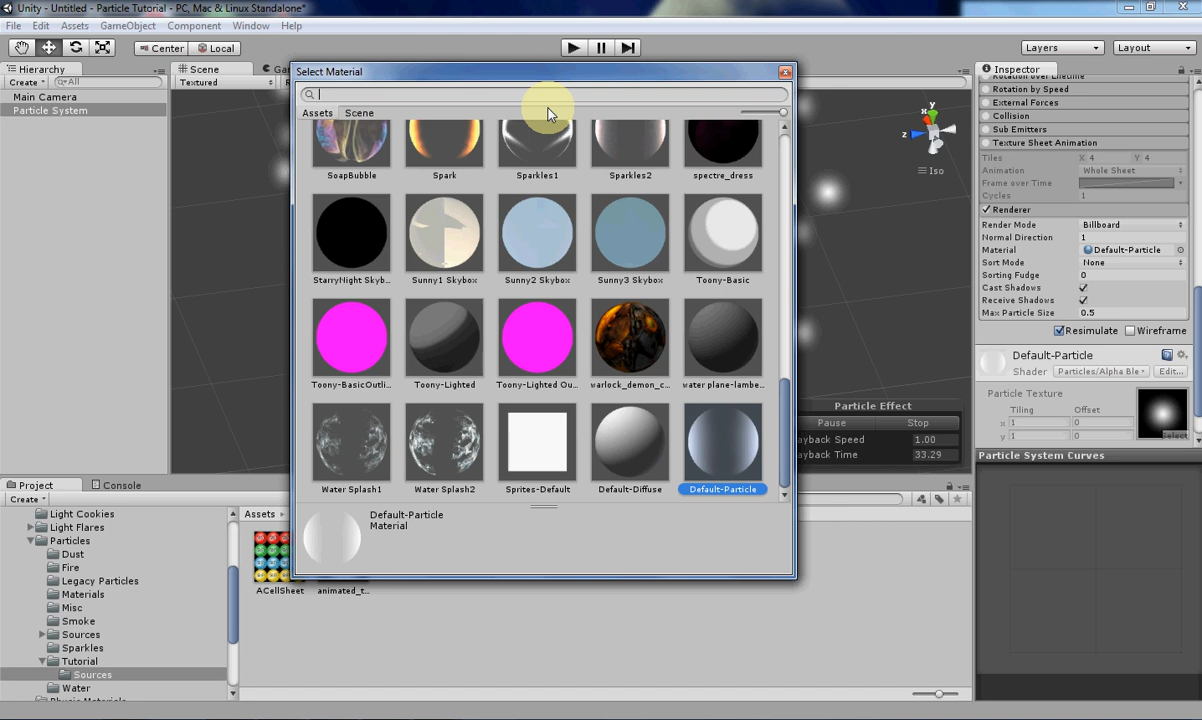 Unity - Untitled - Particle Tutorial - PC, Mac & Linux Standalone*
File Edit Assets GameObject Component Window Help
Center Local
Layers Layout
Hierarchy
Create All
Main Camera
Particle System
Scene
Textured
Select Material
Assets Scene
SoapBubble Spark Sparkles1 Sparkles2 spectre_dress
StarryNight Skyb... Sunny1 Skybox Sunny2 Skybox Sunny3 Skybox Toony-Basic
Toony-BasicOutli... Toony-Lighted Toony-Lighted Ou... warlock_demon_c... water plane-lambe...
Water Splash1 Water Splash2 Sprites-Default Default-Diffuse Default-Particle
Default-Particle
Material
y
x
z
Iso
Particle Effect
Pause Stop
ayback Speed 1.00
ayback Time 33.29
Inspector
Rotation over Lifetime
Rotation by Speed
External Forces
Collision
Sub Emitters
Texture Sheet Animation
Tiles X 4 Y 4
Animation Whole Sheet
Frame over Time
Cycles 1
Renderer
Render Mode Billboard
Normal Direction 1
Material Default-Particle
Sort Mode None
Sorting Fudge 0
Cast Shadows
Receive Shadows
Max Particle Size 0.5
Resimulate Wireframe
Default-Particle
Shader Particles/Alpha Ble Edit...
Particle Texture
Tiling Offset
x 1 0
y 1 0
Select
Particle System Curves
Project Console
Create
Light Cookies
Light Flares
Particles
Dust
Fire
Legacy Particles
Materials
Misc
Smoke
Sources
Sparkles
Tutorial
Sources
Water
Physic Materials
Assets
ACellSheet animated_t...